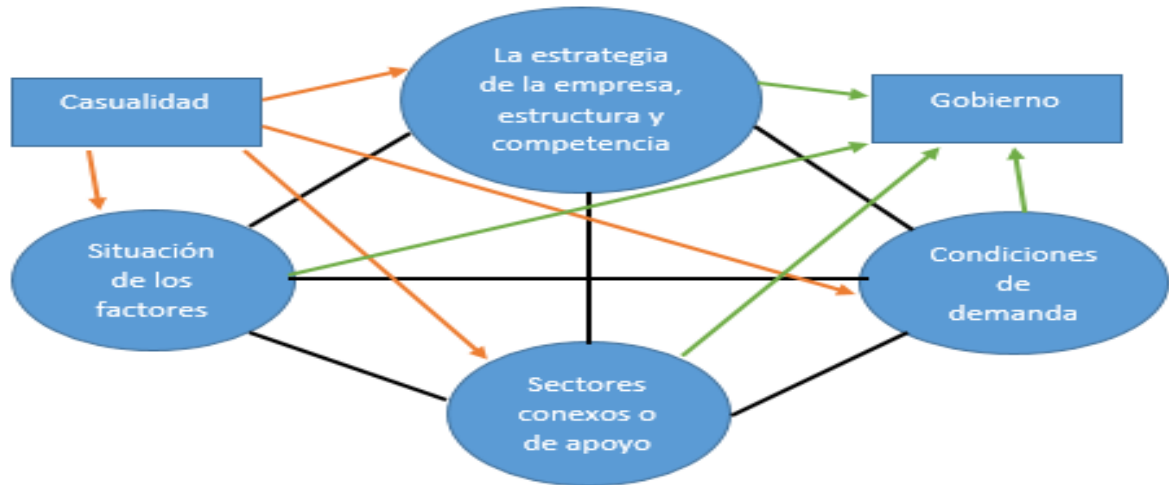 La estrategia
de la empresa,
estructura y
competencia
Casualidad
Gobierno
Situación
de los
factores
Condiciones
de
demanda
Sectores
conexos o
de apoyo